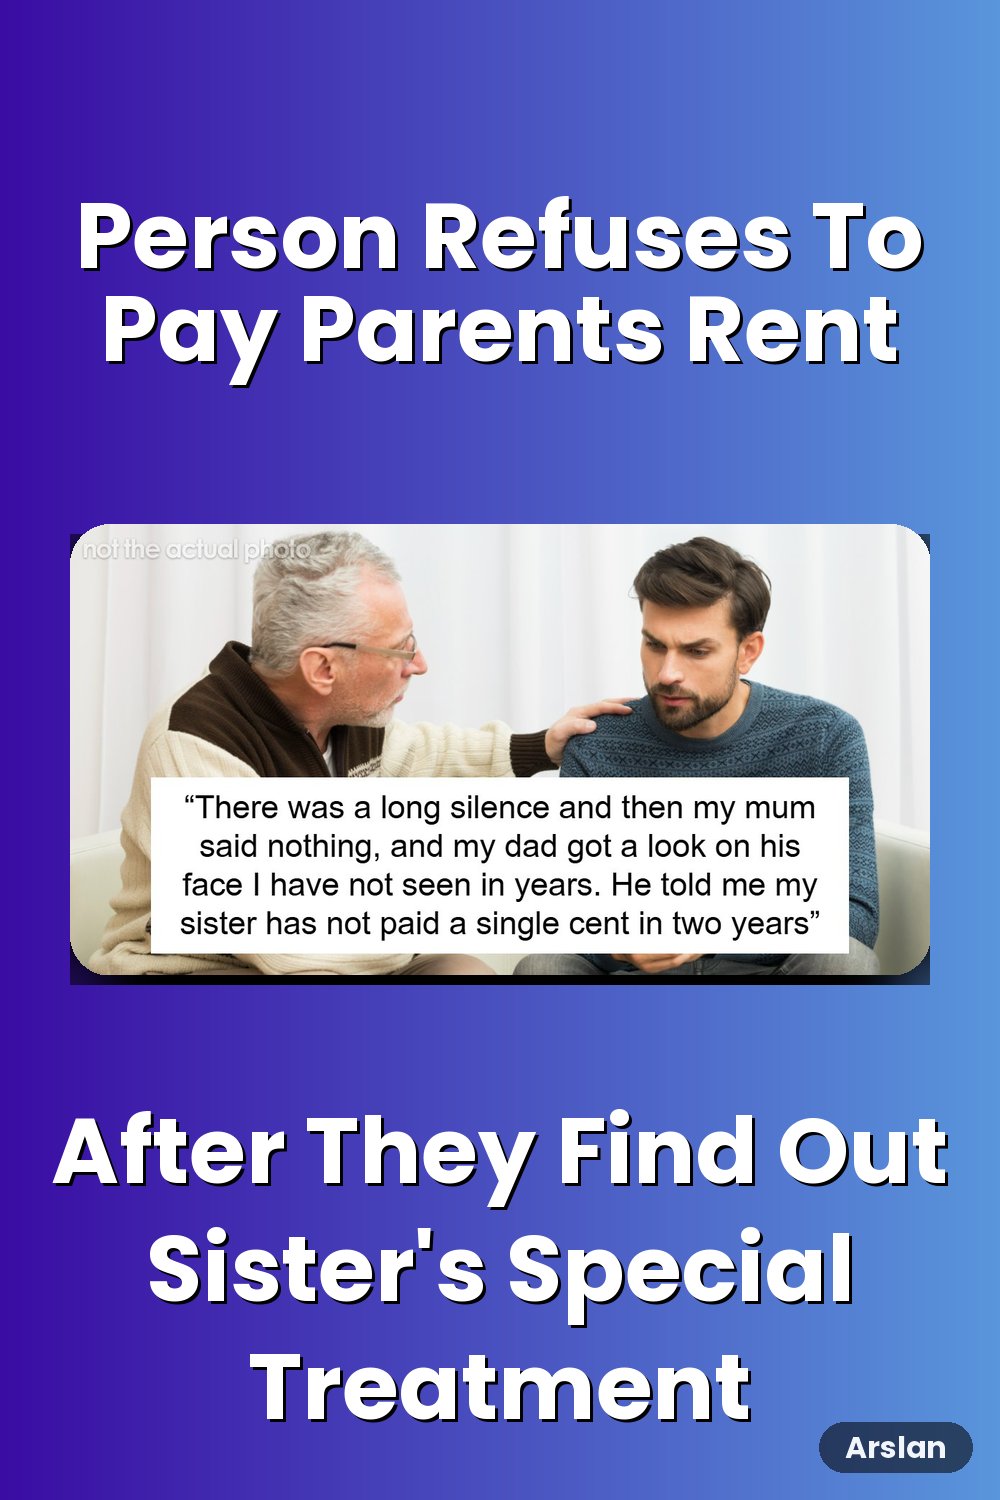 Person Refuses To
Pay Parents Rent
not the actual photo
“There was a long silence and then my mum
said nothing, and my dad got a look on his
face I have not seen in years. He told me my
sister has not paid a single cent in two years”
After They Find Out
Sister's Special
Treatment
Arslan